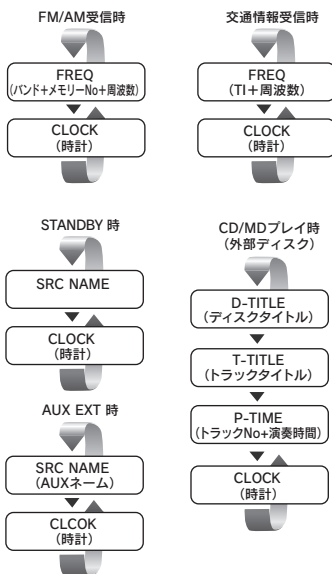 FM/AM受信時
FREQ
(バンド+メモリーNo+周波数)
CLOCK
(時計)
交通情報受信時
FREQ
(TI+周波数)
CLOCK
(時計)
STANDBY 時
SRC NAME
CLOCK
(時計)
AUX EXT 時
SRC NAME
(AUXネーム)
CLCOK
(時計)
CD/MDプレイ時
(外部ディスク)
D-TITLE
(ディスクタイトル)
T-TITLE
(トラックタイトル)
P-TIME
(トラックNo+演奏時間)
CLOCK
(時計)